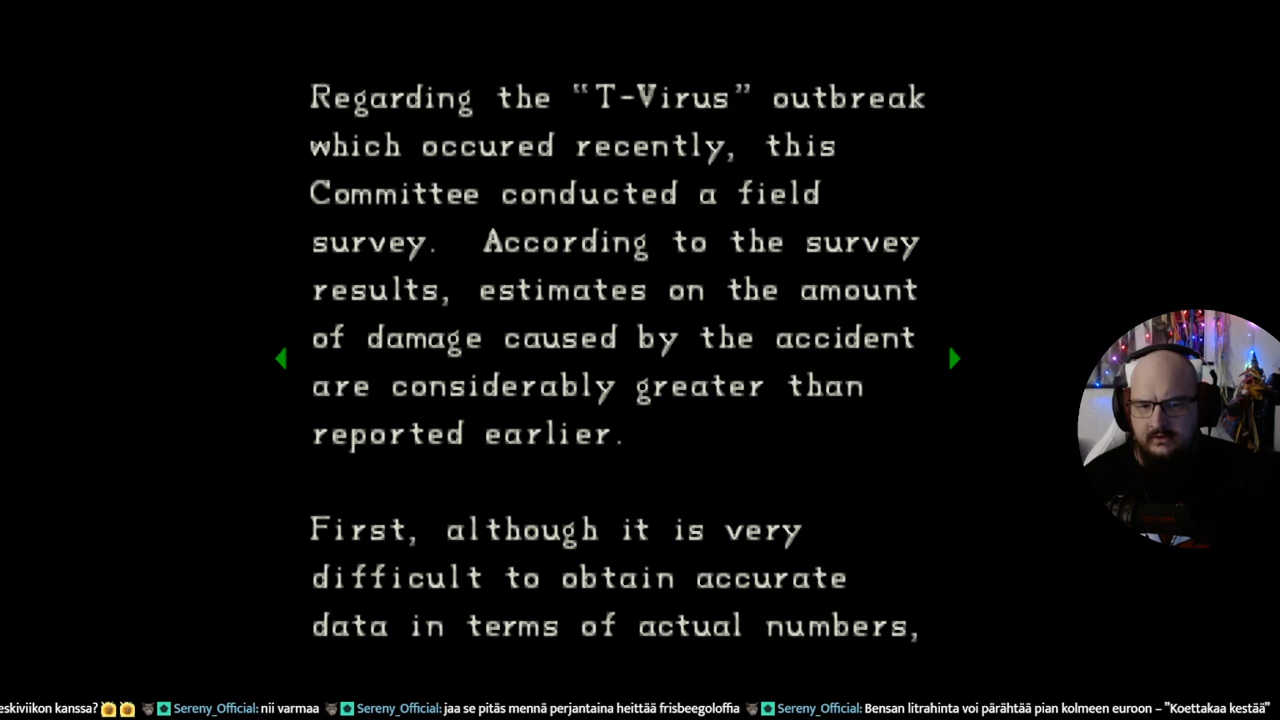 Regarding the “T-Virus” outbreak
which occured recently, this
Committee conducted a field
survey. According to the survey
results, estimates on the amount
of damage caused by the accident
are considerably greater than
reported earlier.
First, although it is very
difficult to obtain accurate
data in terms of actual numbers,
eskiviikon kanssa? Sereny_Official: nii varmaa Sereny_Official: jaa se pitäs mennä perjantaina heittää frisbeegoloffia Sereny_Official: Bensan litrahinta voi pärähtää pian kolmeen euroon – ”Koettakaa kestää”